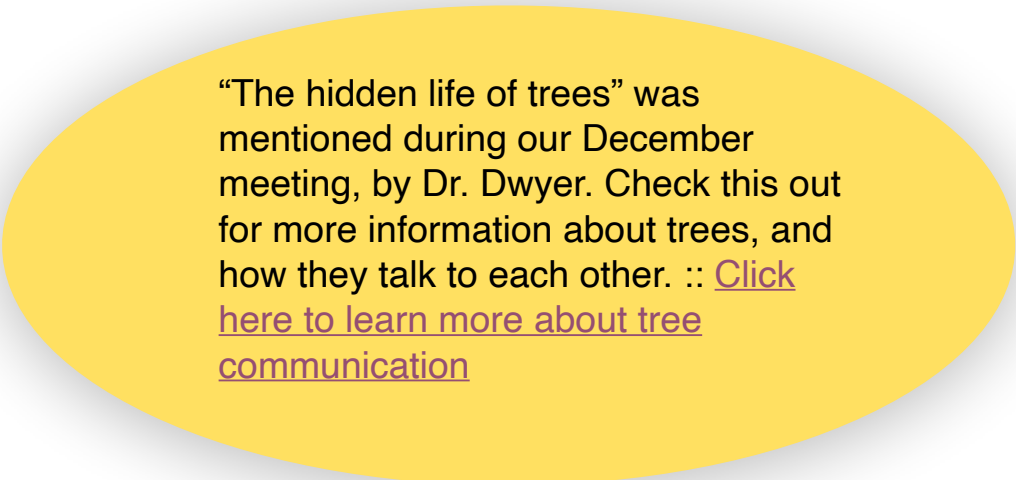 “The hidden life of trees” was
mentioned during our December
meeting, by Dr. Dwyer. Check this out
for more information about trees, and
how they talk to each other. :: Click
here to learn more about tree
communication